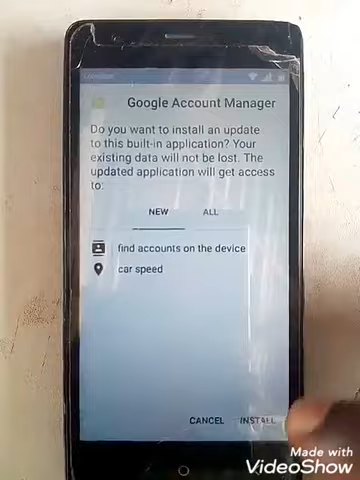 Google Account Manager
Do you want to install an update
to this built-in application? Your
existing data will not be lost. The
updated application will get access
to:
NEW ALL
find accounts on the device
car speed
CANCEL INSTALL
Made with
VideoShow